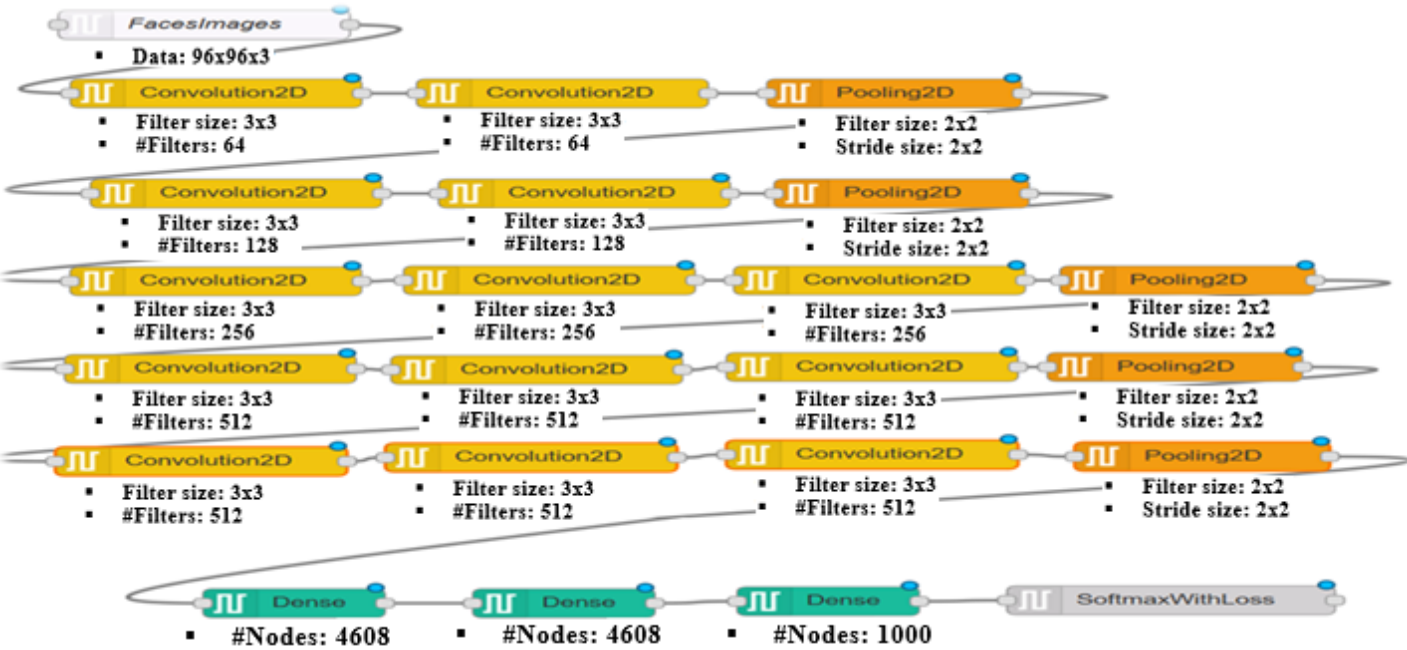 FacesImages
▪ Data: 96x96x3
Convolution2D Convolution2D Pooling2D
▪ Filter size: 3x3 ▪ Filter size: 3x3 ▪ Filter size: 2x2
▪ #Filters: 64 ▪ #Filters: 64 ▪ Stride size: 2x2
Convolution2D Convolution2D Pooling2D
▪ Filter size: 3x3 ▪ Filter size: 3x3 ▪ Filter size: 2x2
▪ #Filters: 128 ▪ #Filters: 128 ▪ Stride size: 2x2
Convolution2D Convolution2D Convolution2D Pooling2D
▪ Filter size: 3x3 ▪ Filter size: 3x3 ▪ Filter size: 3x3 ▪ Filter size: 2x2
▪ #Filters: 256 ▪ #Filters: 256 ▪ #Filters: 256 ▪ Stride size: 2x2
Convolution2D Convolution2D Convolution2D Pooling2D
▪ Filter size: 3x3 ▪ Filter size: 3x3 ▪ Filter size: 3x3 ▪ Filter size: 2x2
▪ #Filters: 512 ▪ #Filters: 512 ▪ #Filters: 512 ▪ Stride size: 2x2
Convolution2D Convolution2D Convolution2D Pooling2D
▪ Filter size: 3x3 ▪ Filter size: 3x3 ▪ Filter size: 3x3 ▪ Filter size: 2x2
▪ #Filters: 512 ▪ #Filters: 512 ▪ #Filters: 512 ▪ Stride size: 2x2
Dense Dense Dense SoftmaxWithLoss
▪ #Nodes: 4608 ▪ #Nodes: 4608 ▪ #Nodes: 1000